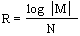 R = log |M| / N